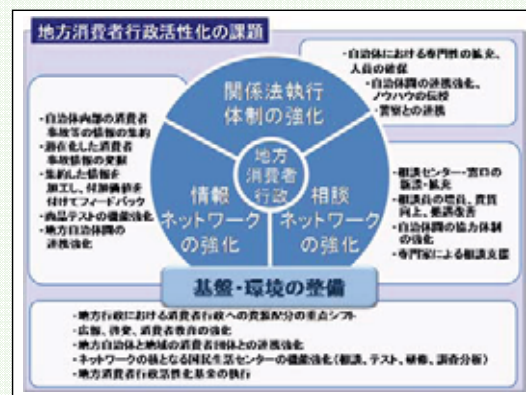 地方消費者行政活性化の課題
・自治体における専門性の拡充、
人員の確保
・自治体間の連携強化、
ノウハウの伝授
・警察との連携
関係法執行
体制の強化
・自治体内部の消費者
事故等の情報の集約
・潜在化した消費者
事故情報の発掘
・集約した情報を
加工し、付加価値を
付けてフィードバック
・商品テストの機能強化
・地方自治体間の
連携強化
地方
消費者
行政
情報
ネットワーク
の強化
相談
ネットワーク
の強化
・相談センター・窓口の
新設・拡充
・相談員の増員、資質
向上、処遇改善
・自治体間の協力体制
の強化
・専門家による相談支援
基盤・環境の整備
・地方行政における消費者行政への資源配分の重点シフト
・広報、啓発、消費者教育の強化
・地方自治体と地域の消費者団体との連携強化
・ネットワークの核となる国民生活センターの機能強化(相談、テスト、研修、調査分析)
・地方消費者行政活性化基金の執行